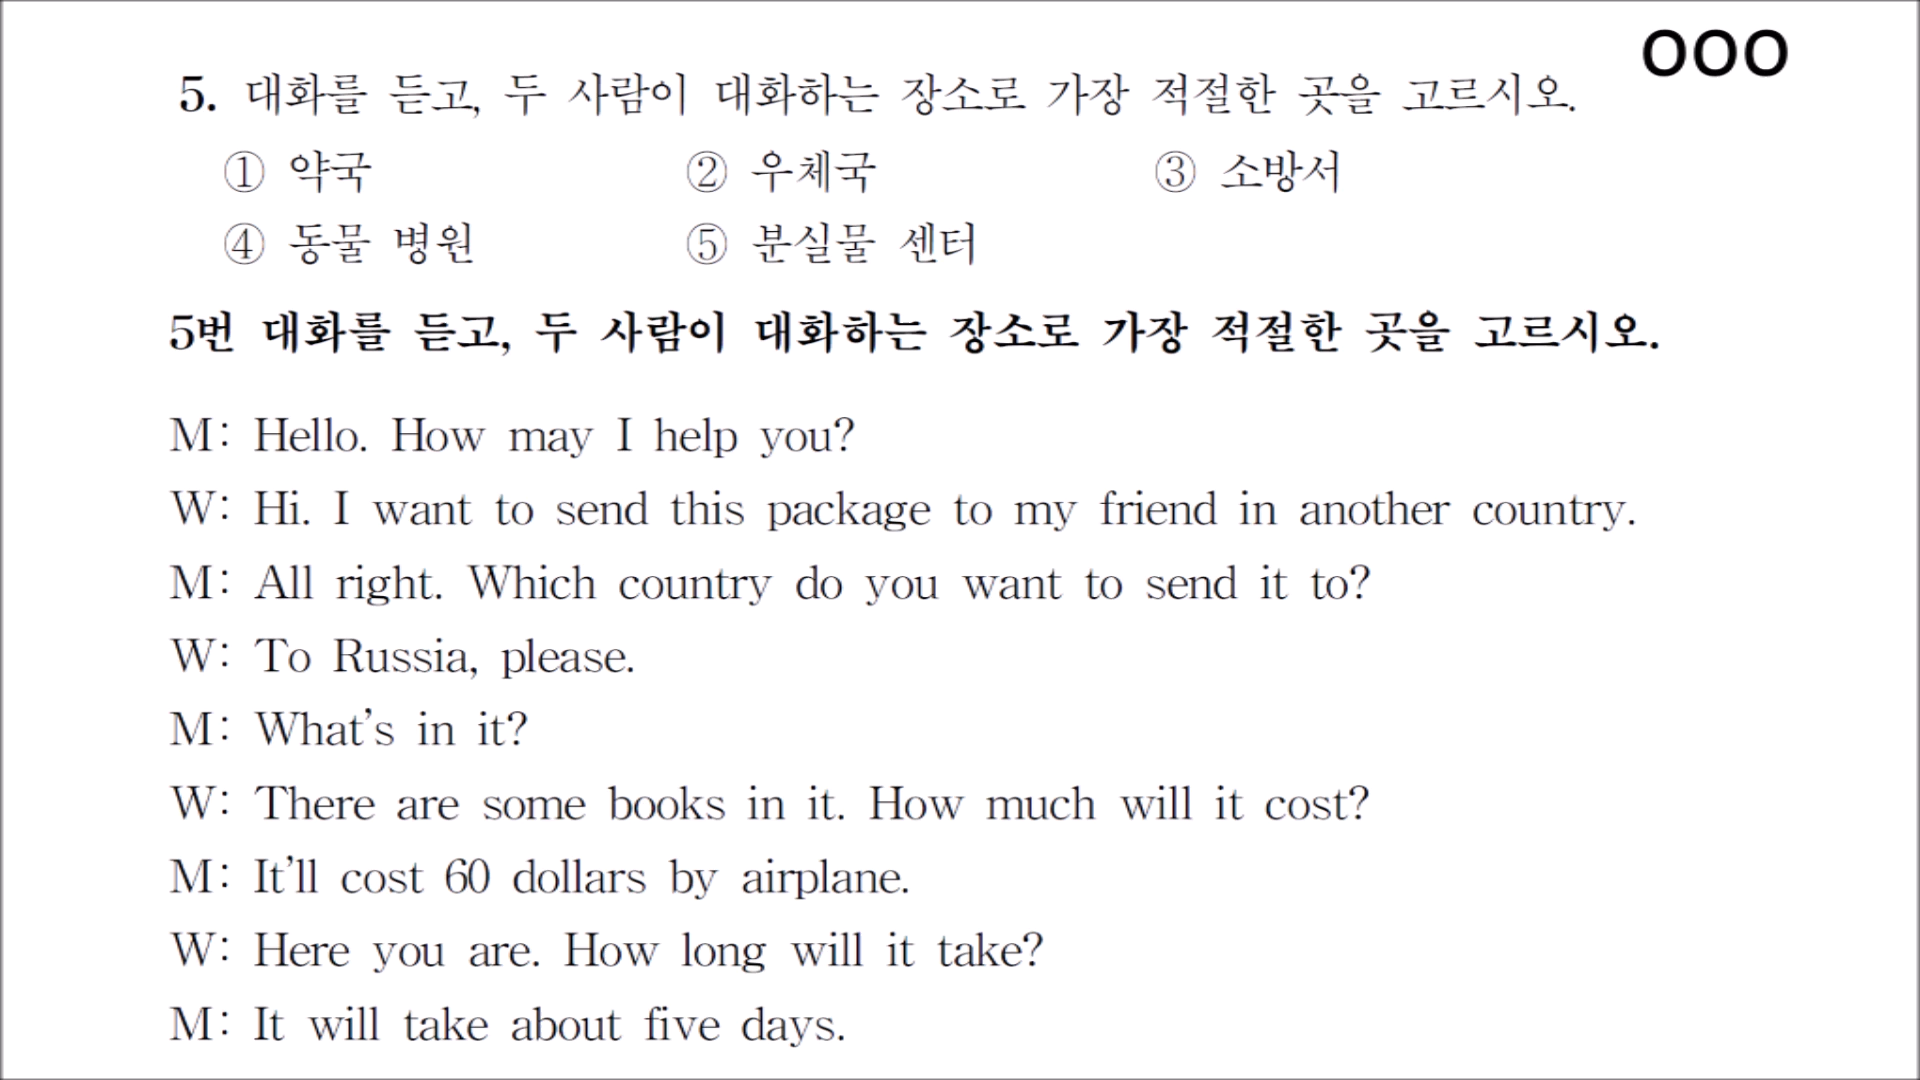 OOO
5. 대화를 듣고, 두 사람이 대화하는 장소로 가장 적절한 곳을 고르시오.
① 약국 ② 우체국 ③ 소방서
④ 동물 병원 ⑤ 분실물 센터
5번 대화를 듣고, 두 사람이 대화하는 장소로 가장 적절한 곳을 고르시오.
M: Hello. How may I help you?
W: Hi. I want to send this package to my friend in another country.
M: All right. Which country do you want to send it to?
W: To Russia, please.
M: What's in it?
W: There are some books in it. How much will it cost?
M: It'll cost 60 dollars by airplane.
W: Here you are. How long will it take?
M: It will take about five days.